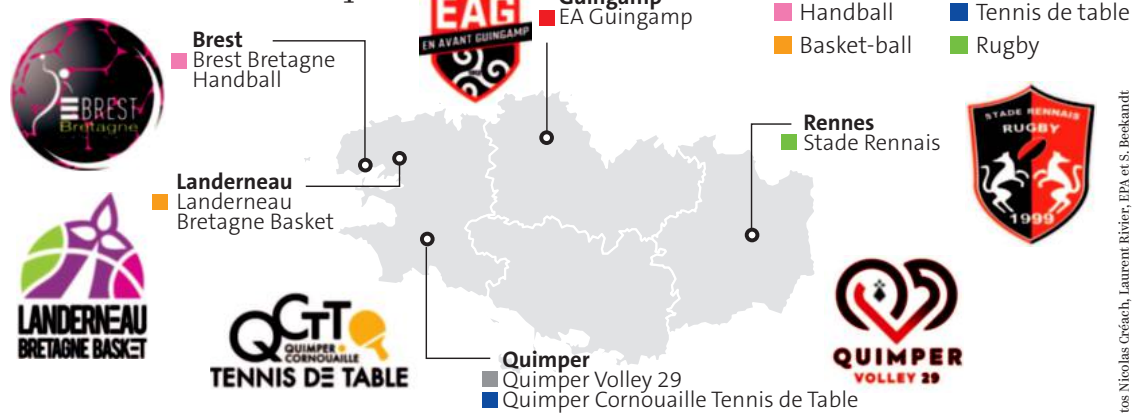 Guingamp
EA Guingamp
Handball
Tennis de table
Basket-ball
Rugby
EAG
EN AVANT GUINGAMP
Brest
Brest Bretagne
Handball
BREST
Bretagne
STADE RENNAIS
RUGBY
1999
Rennes
Stade Rennais
Landerneau
Landerneau
Bretagne Basket
LANDERNEAU
BRETAGNE BASKET
QCTT
QUIMPER
CORNOUAILLE
TENNIS DE TABLE
QUIMPER
VOLLEY 29
Quimper
Quimper Volley 29
Quimper Cornouaille Tennis de Table
tos Nicolas Créach, Laurent Rivier, EPA et S. Beekandt